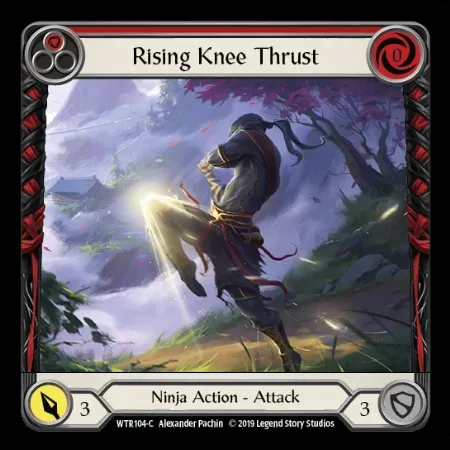 Rising Knee Thrust
0
Ninja Action - Attack
3
3
WTR104-C Alexander Pachin © 2019 Legend Story Studios